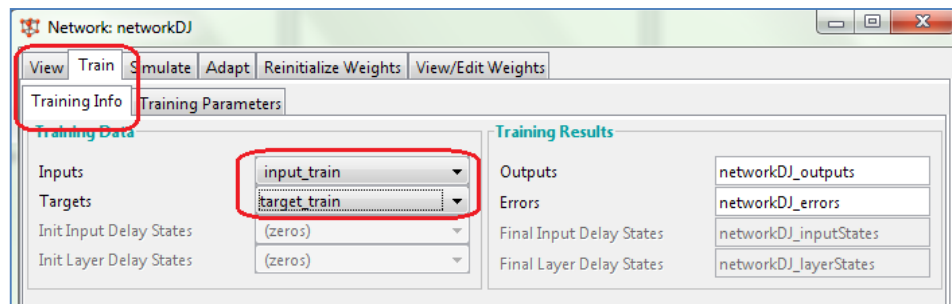 Network: networkDJ
View Train Simulate Adapt Reinitialize Weights View/Edit Weights
Training Info Training Parameters
Training Data Training Results
Inputs input_train Outputs networkDJ_outputs
Targets target_train Errors networkDJ_errors
Init Input Delay States (zeros) Final Input Delay States networkDJ_inputStates
Init Layer Delay States (zeros) Final Layer Delay States networkDJ_layerStates